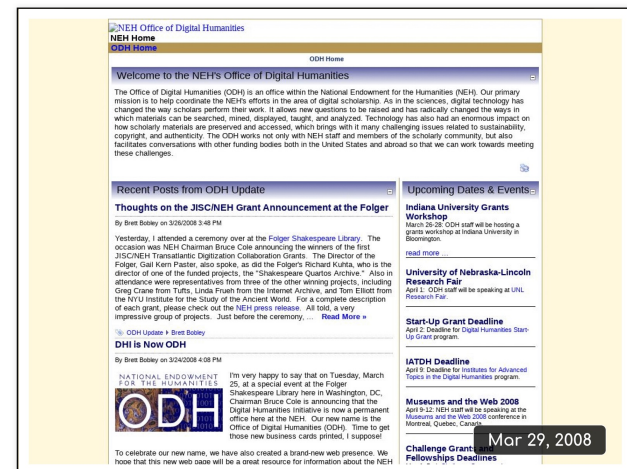 NEH Office of Digital Humanities
NEH Home
ODH Home
ODH Home
Welcome to the NEH's Office of Digital Humanities
The Office of Digital Humanities (ODH) is an office within the National Endowment for the Humanities (NEH). Our primary
mission is to help coordinate the NEH's efforts in the area of digital scholarship. As in the sciences, digital technology has
changed the way scholars perform their work. It allows new questions to be raised and has radically changed the ways in
which materials can be searched, mined, displayed, taught, and analyzed. Technology has also had an enormous impact on
how scholarly materials are preserved and accessed, which brings with it many challenging issues related to sustainability,
copyright, and authenticity. The ODH works not only with NEH staff and members of the scholarly community, but also
facilitates conversations with other funding bodies both in the United States and abroad so that we can work towards meeting
these challenges.
Recent Posts from ODH Update
Thoughts on the JISC/NEH Grant Announcement at the Folger
By Brett Bobley on 3/26/2008 3:48 PM
Yesterday, I attended a ceremony over at the Folger Shakespeare Library. The
occasion was NEH Chairman Bruce Cole announcing the winners of the first
JISC/NEH Transatlantic Digitization Collaboration Grants. The Director of the
Folger, Gail Kern Paster, also spoke, as did the Folger's Richard Kuhta, who is the
director of one of the funded projects, the "Shakespeare Quartos Archive." Also in
attendance were representatives from three of the other winning projects, including
Greg Crane from Tufts, Linda Frueh from the Internet Archive, and Tom Elliott from
the NYU Institute for the Study of the Ancient World. For a complete description
of each grant, please check out the NEH press release. All told, a very
impressive group of projects. Just before the ceremony, ... Read More »
ODH Update Brett Bobley
DHI is Now ODH
By Brett Bobley on 3/24/2008 4:08 PM
NATIONAL ENDOWMENT
FOR THE HUMANITIES
ODH
I'm very happy to say that on Tuesday, March
25, at a special event at the Folger
Shakespeare Library here in Washington, DC,
Chairman Bruce Cole is announcing that the
Digital Humanities Initiative is now a permanent
office here at the NEH. Our new name is the
Office of Digital Humanities (ODH). Time to get
those new business cards printed, I suppose!
To celebrate our new name, we have also created a brand-new web presence. We
hope that this new web page will be a great resource for information about the NEH
Upcoming Dates & Events
Indiana University Grants
Workshop
March 26-28: ODH staff will be hosting a
grants workshop at Indiana University in
Bloomington.
read more ...
University of Nebraska-Lincoln
Research Fair
April 1: ODH staff will be speaking at UNL
Research Fair.
Start-Up Grant Deadline
April 2: Deadline for Digital Humanities Start-
Up Grant program.
IATDH Deadline
April 9: Deadline for Institutes for Advanced
Topics in the Digital Humanities program.
Museums and the Web 2008
April 9-12: NEH staff will be speaking at the
Museums and the Web 2008 conference in
Montreal, Quebec, Canada.
Challenge Grants and
Fellowships Deadlines
Mar 29, 2008